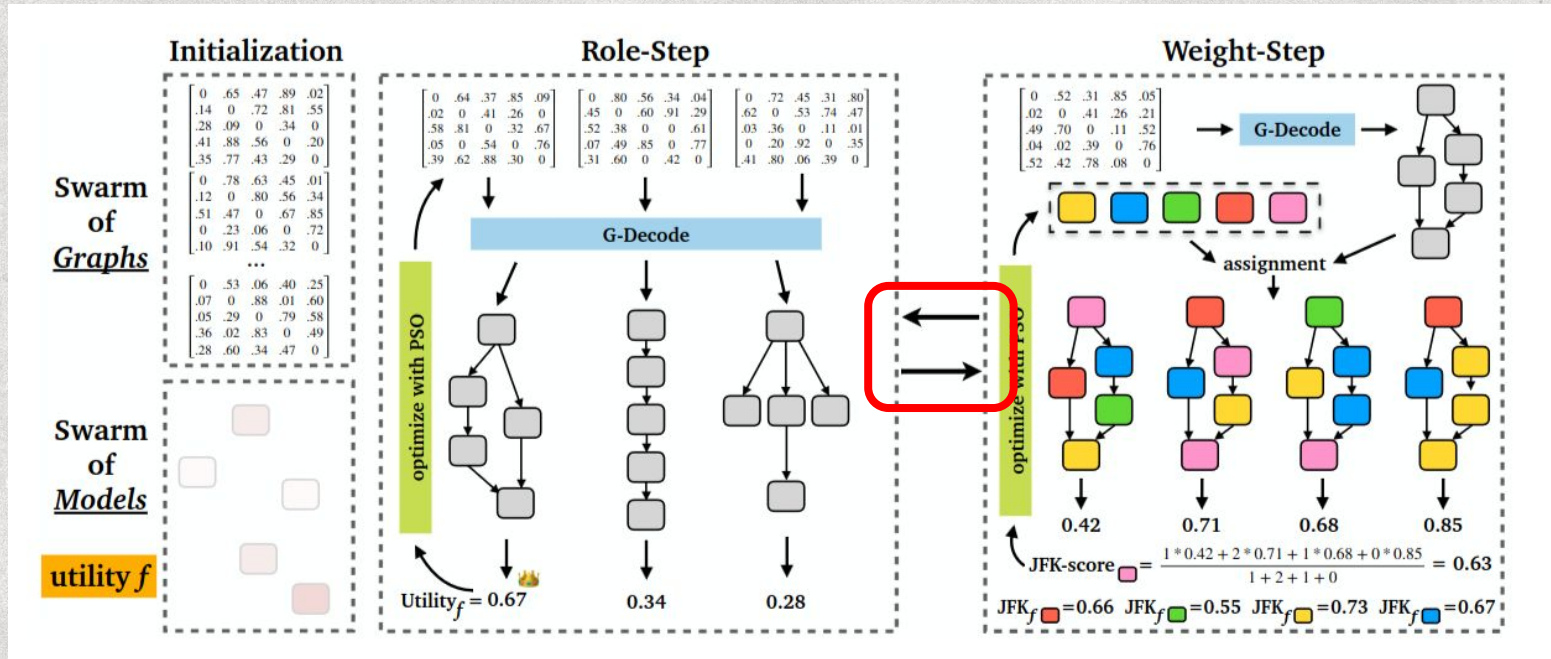 Initialization
Role-Step
Weight-Step
Swarm
of
Graphs
0 .65 .47 .89 .02
.14 0 .72 .81 .55
.28 .09 0 .34 0
.41 .88 .56 0 .20
.35 .77 .43 .29 0
0 .78 .63 .45 .01
.12 0 .80 .56 .34
.51 .47 0 .67 .85
0 .23 .06 0 .72
.10 .91 .54 .32 0
...
0 .53 .06 .40 .25
.07 0 .88 .01 .60
.05 .29 0 .79 .58
.36 .02 .83 0 .49
.28 .60 .34 .47 0
Swarm
of
Models
utility f
0 .64 .37 .85 .09
.02 0 .41 .26 0
.58 .81 0 .32 .67
.05 0 .54 0 .76
.39 .62 .88 .30 0
0 .80 .56 .34 .04
.45 0 .60 .91 .29
.52 .38 0 0 .61
.07 .49 .85 0 .77
.31 .60 0 .42 0
0 .72 .45 .31 .80
.62 0 .53 .74 .47
.03 .36 0 .11 .01
0 .20 .92 0 .35
.41 .80 .06 .39 0
G-Decode
optimize with PSO
Utility_f = 0.67
0.34
0.28
0 .52 .31 .85 .05
.02 0 .41 .26 .21
.49 .70 0 .11 .52
.04 .02 .39 0 .76
.52 .42 .78 .08 0
G-Decode
assignment
optimize with PSO
0.42
0.71
0.68
0.85
JFK-score = 1 * 0.42 + 2 * 0.71 + 1 * 0.68 + 0 * 0.85 / 1 + 2 + 1 + 0 = 0.63
JFK_f =0.66 JFK_f =0.55 JFK_f =0.73 JFK_f =0.67